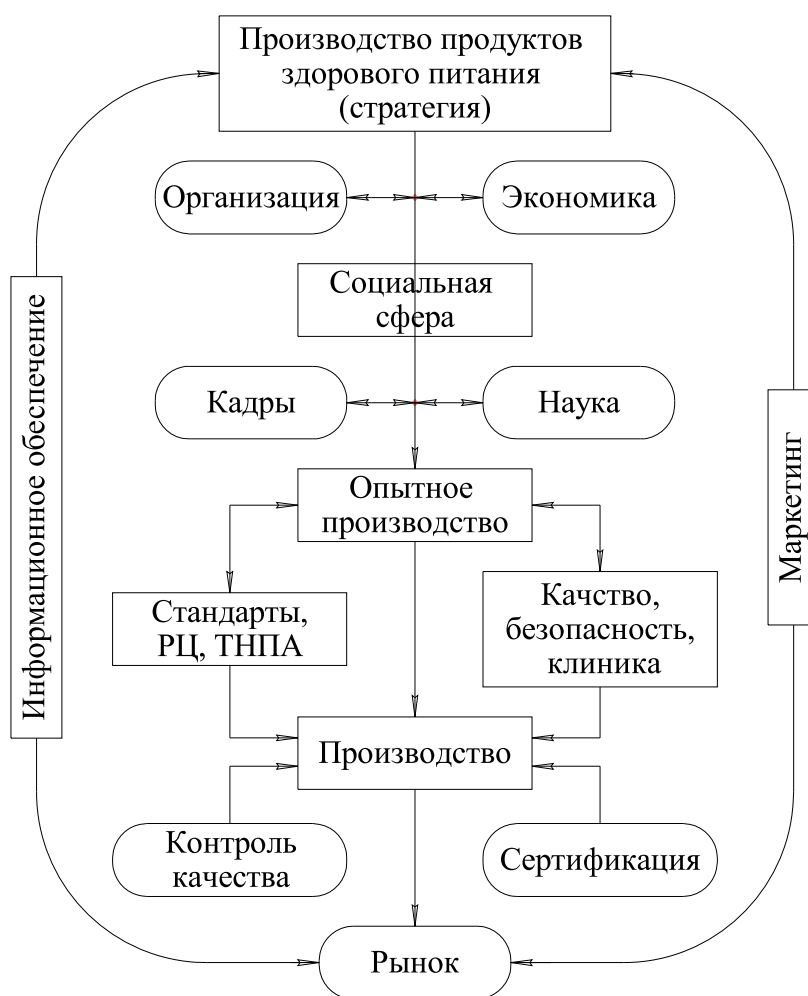 Производство продуктов
здорового питания
(стратегия)
Организация
Экономика
Социальная
сфера
Кадры
Наука
Информационное обеспечение
Маркетинг
Опытное
производство
Стандарты,
РЦ, ТНПА
Качство,
безопасность,
клиника
Производство
Контроль
качества
Сертификация
Рынок